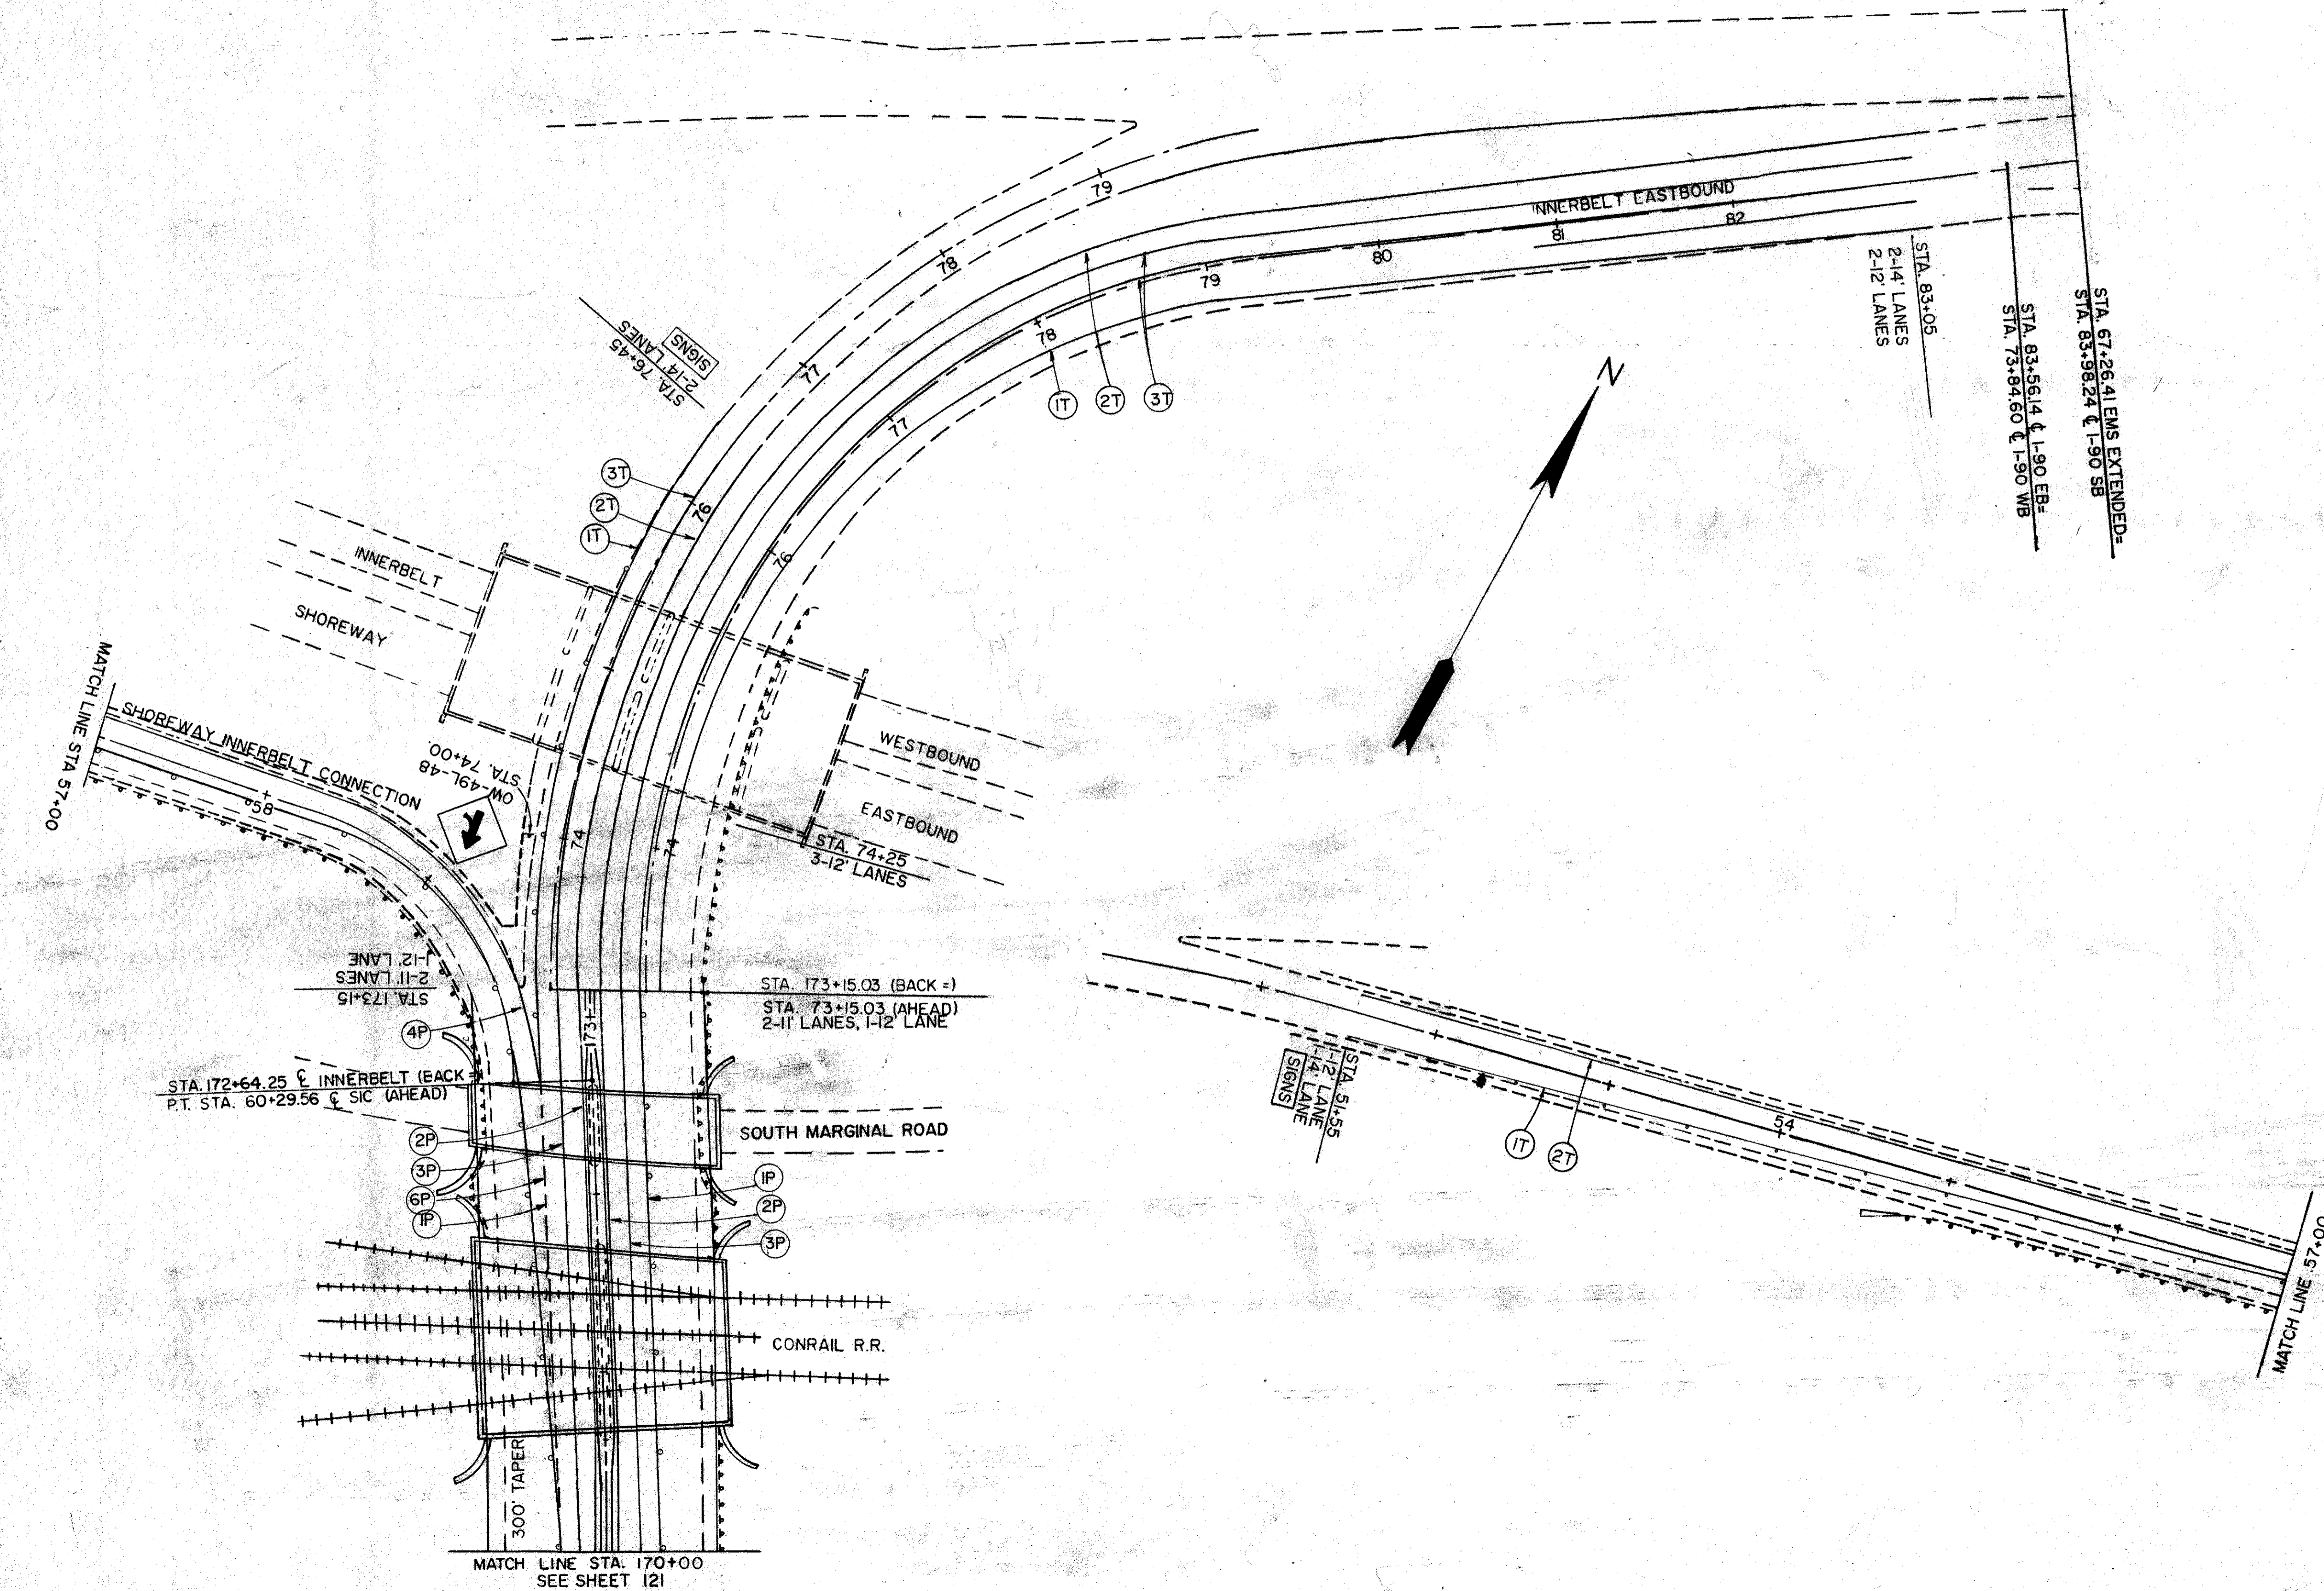 79
78
77
76
INNERBELT EASTBOUND
82
81
80
79
78
77
76
STA. 76+45
2-14' LANES
SIGNS
1T
2T
3T
3T
2T
1T
N
STA. 83+05
2-14' LANES
2-12' LANES
STA. 83+56.14 ℄ I-90 EB=
STA. 73+84.60 ℄ I-90 WB
STA. 67+26.41 EMS EXTENDED=
STA. 83+98.24 ℄ I-90 SB
INNERBELT
SHOREWAY
WESTBOUND
EASTBOUND
MATCH LINE STA 57+00
SHOREWAY INNERBELT CONNECTION
58
OW-49L-48
STA. 74+00.
74
74
STA. 74+25
3-12' LANES
STA. 173+15
2-11' LANES
1-12' LANE
4P
STA. 173+15.03 (BACK =)
STA. 73+15.03 (AHEAD)
2-11' LANES, 1-12' LANE
173+
STA. 172+64.25 ℄ INNERBELT (BACK =
P.T. STA. 60+29.56 ℄ SIC (AHEAD)
SOUTH MARGINAL ROAD
2P
3P
6P
1P
1P
2P
3P
CONRAIL R.R.
300' TAPER
MATCH LINE STA. 170+00
SEE SHEET 121
STA. 51+55
1-12' LANE
1-14' LANE
SIGNS
1T
2T
54
MATCH LINE 57+00